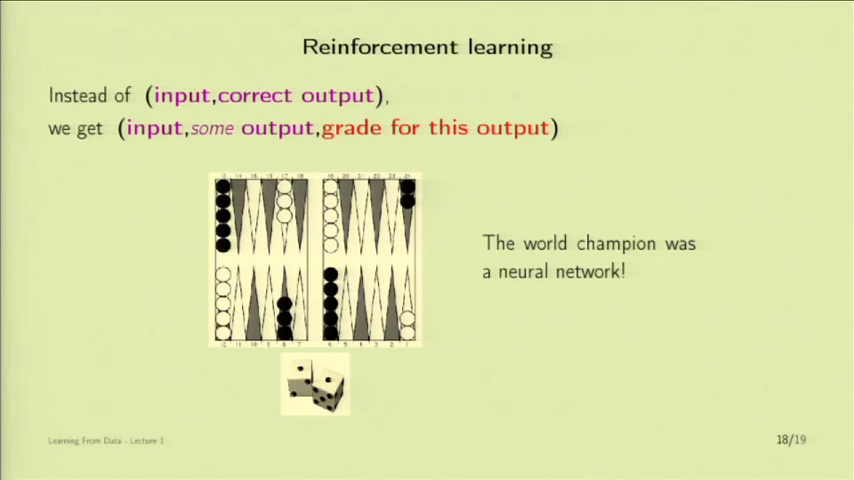 Reinforcement learning
Instead of (input,correct output),
we get (input,some output,grade for this output)
The world champion was
a neural network!
Learning From Data - Lecture 1
18/19